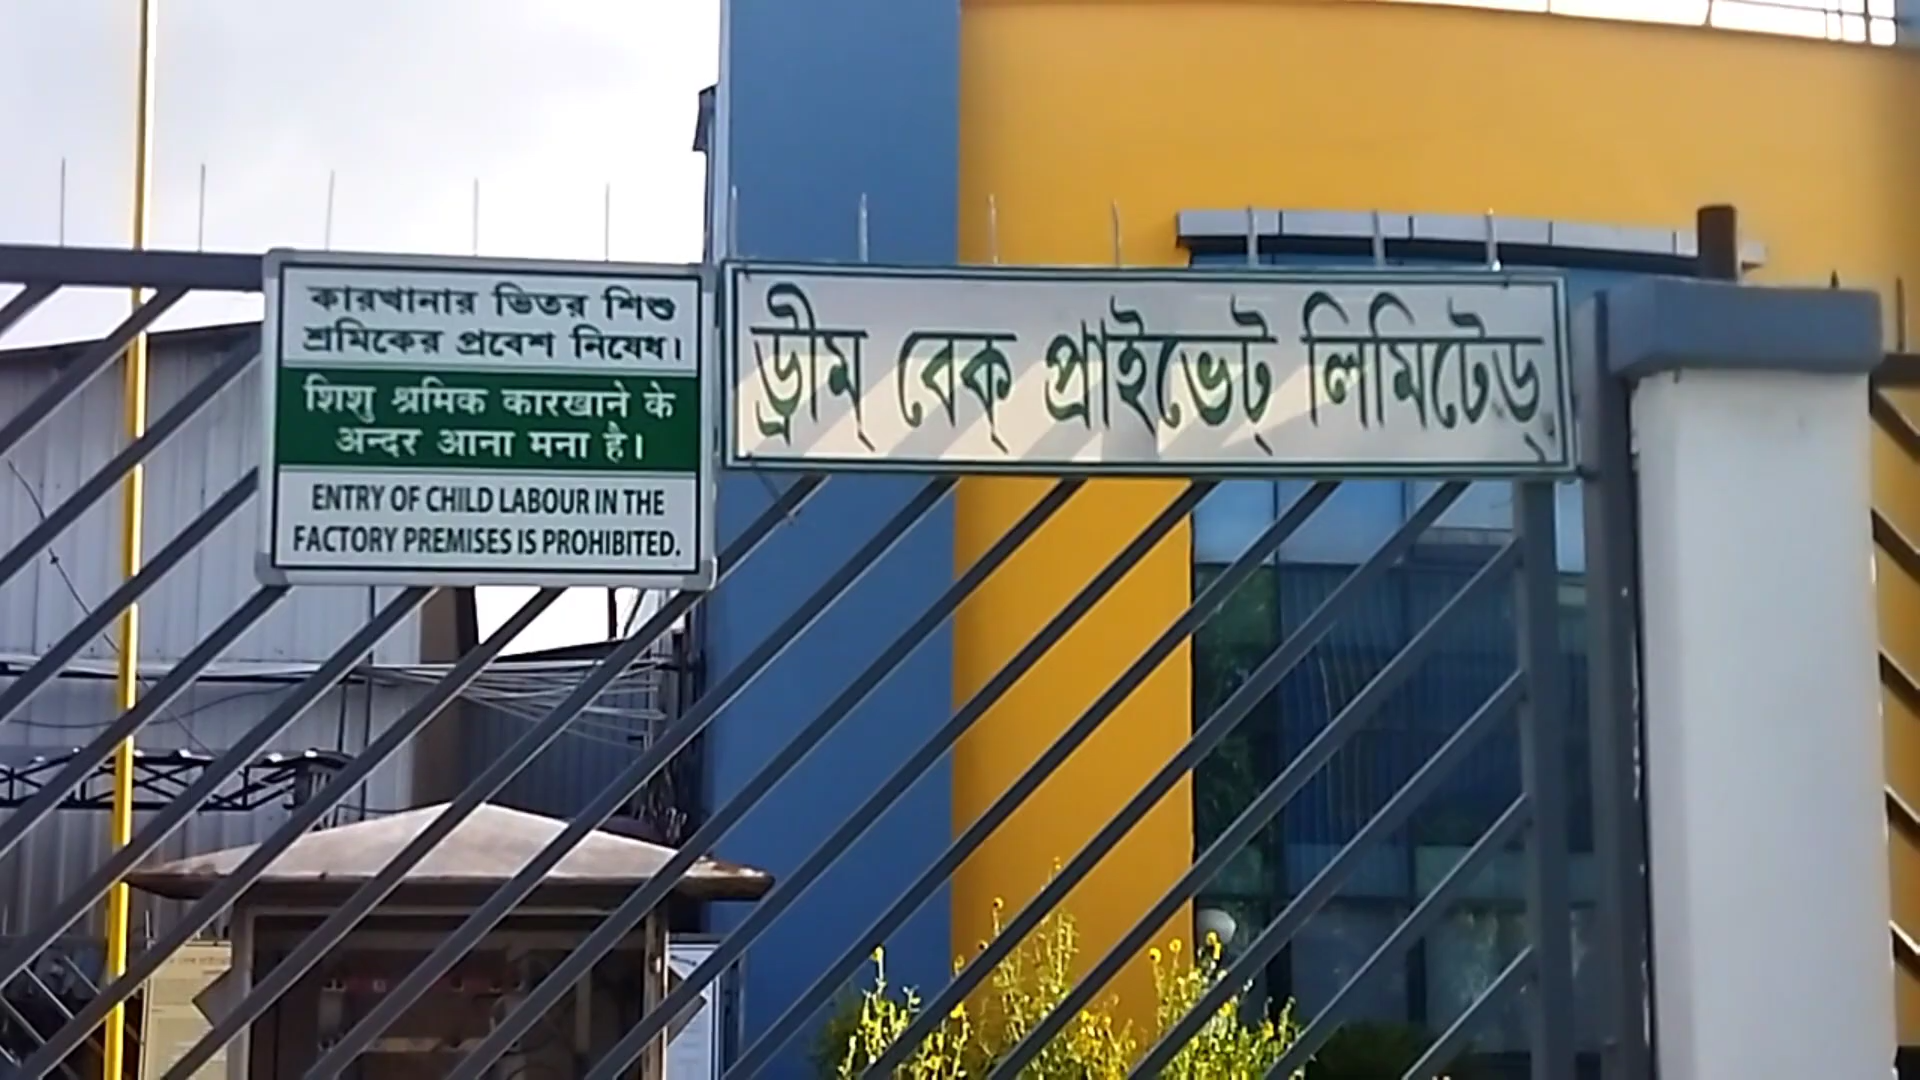 কারখানার ভিতর শিশু
শ্রমিকের প্রবেশ নিষেধ।
शिशु श्रमिक कारखाने के
अन्दर आना मना है।
ENTRY OF CHILD LABOUR IN THE
FACTORY PREMISES IS PROHIBITED.
ড্রীম্ বেক্ প্রাইভেট্ লিমিটেড্